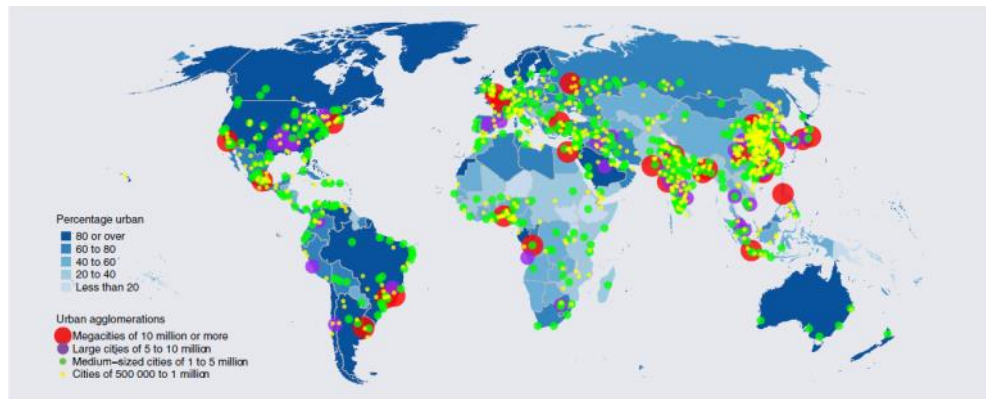 Percentage urban
80 or over
60 to 80
40 to 60
20 to 40
Less than 20
Urban agglomerations
Megacities of 10 million or more
Large cities of 5 to 10 million
Medium-sized cities of 1 to 5 million
Cities of 500 000 to 1 million